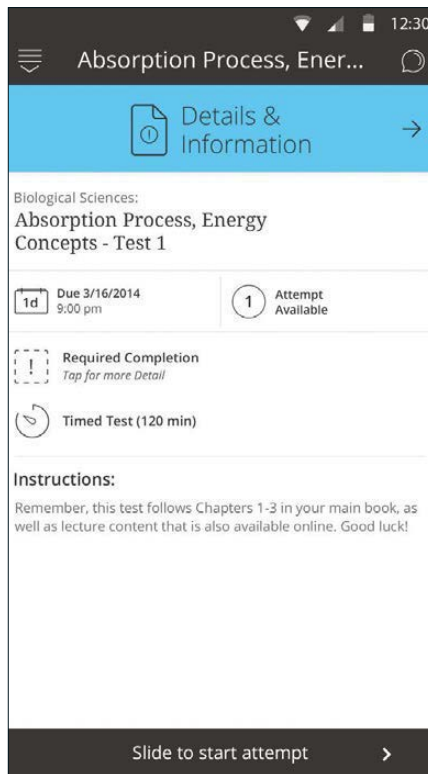 12:30
Absorption Process, Ener...
Details &
Information
Biological Sciences:
Absorption Process, Energy
Concepts - Test 1
1d
Due 3/16/2014
9:00 pm
1
Attempt
Available
!
Required Completion
Tap for more Detail
Timed Test (120 min)
Instructions:
Remember, this test follows Chapters 1-3 in your main book, as
well as lecture content that is also available online. Good luck!
Slide to start attempt